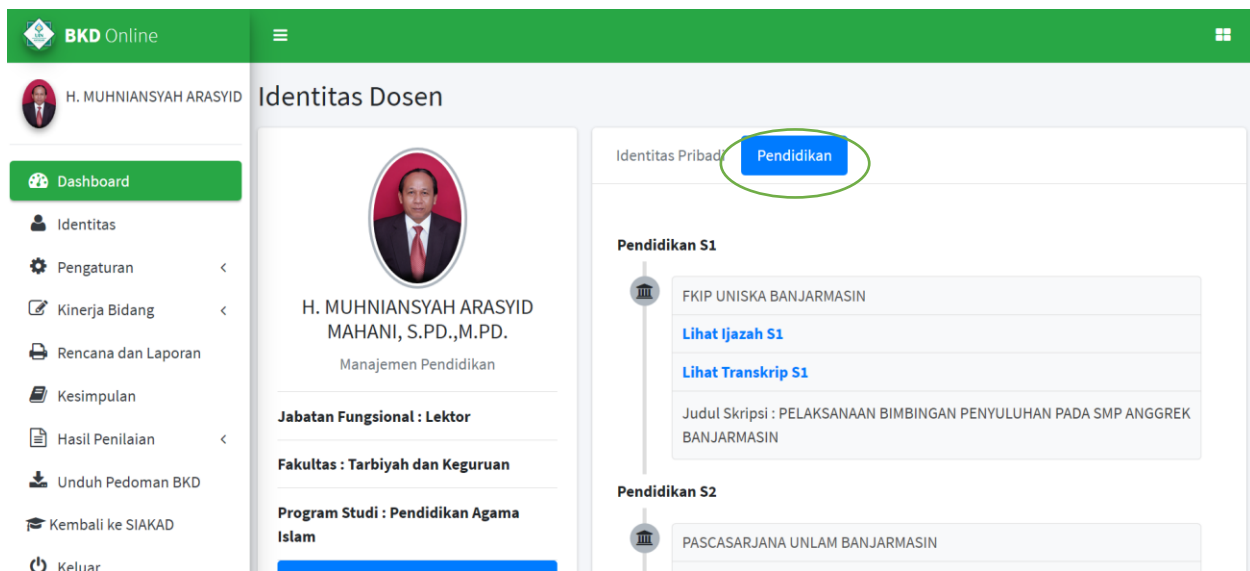 BKD Online
H. MUHNIANSYAH ARASYID
Dashboard
Identitas
Pengaturan
Kinerja Bidang
Rencana dan Laporan
Kesimpulan
Hasil Penilaian
Unduh Pedoman BKD
Kembali ke SIAKAD
Keluar
Identitas Dosen
H. MUHNIANSYAH ARASYID
MAHANI, S.PD.,M.PD.
Manajemen Pendidikan
Jabatan Fungsional : Lektor
Fakultas : Tarbiyah dan Keguruan
Program Studi : Pendidikan Agama
Islam
Identitas Pribadi Pendidikan
Pendidikan S1
FKIP UNISKA BANJARMASIN
Lihat Ijazah S1
Lihat Transkrip S1
Judul Skripsi : PELAKSANAAN BIMBINGAN PENYULUHAN PADA SMP ANGGREK
BANJARMASIN
Pendidikan S2
PASCASARJANA UNLAM BANJARMASIN